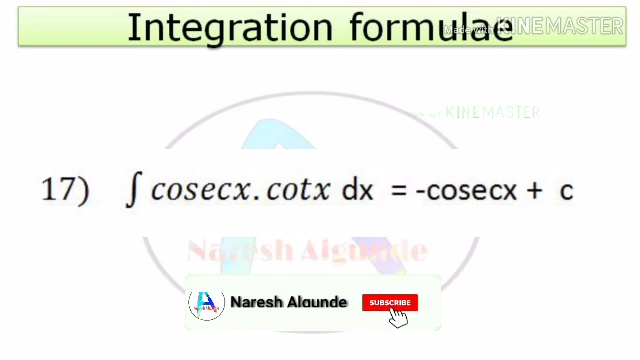 Integration formulae
Made with KINEMASTER
KINEMASTER
17) ∫ cosecx.cotx dx = -cosecx + c
Naresh Algunde
Naresh Algunde SUBSCRIBE